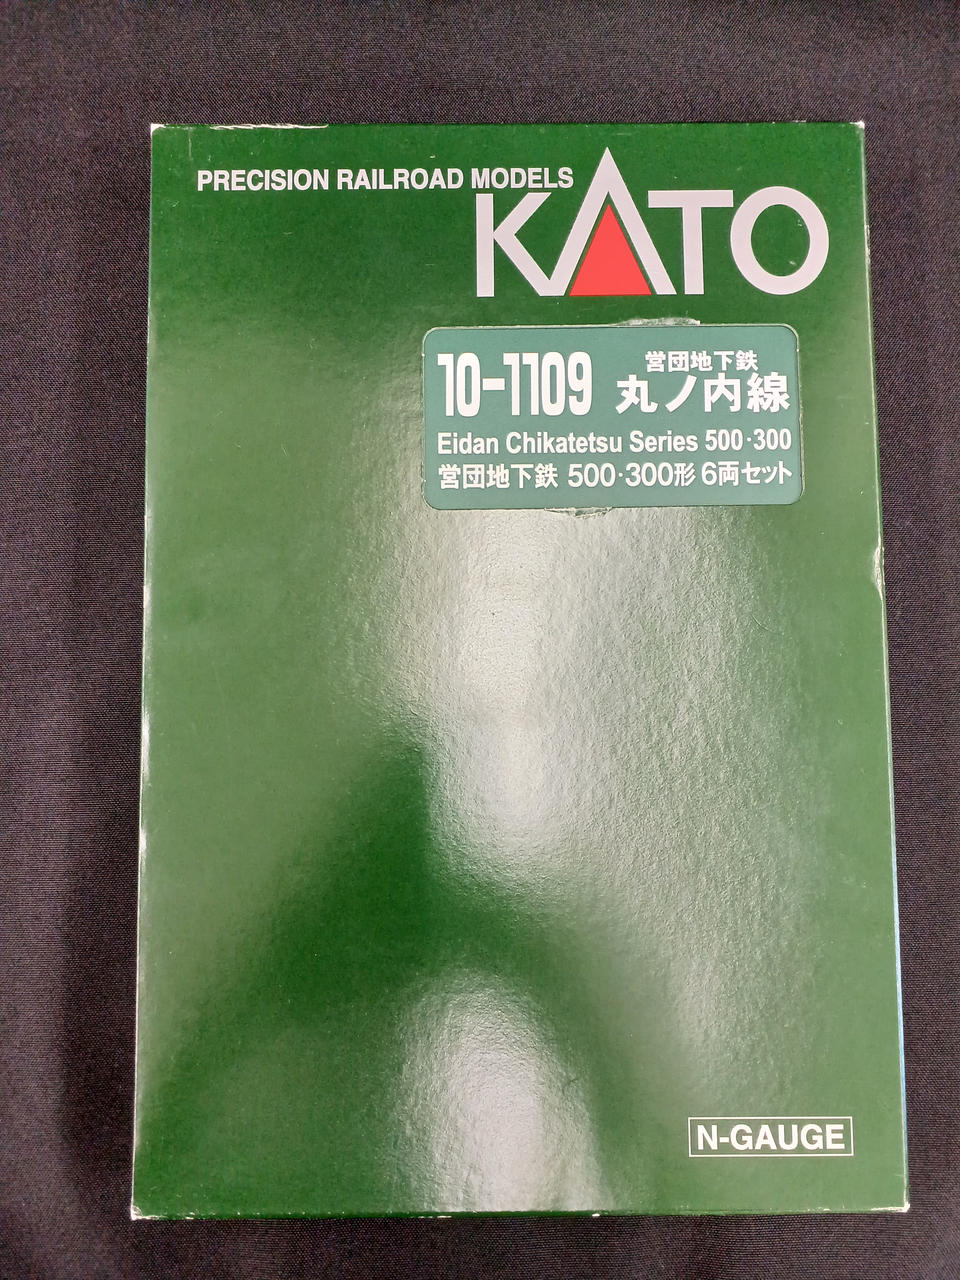 PRECISION RAILROAD MODELS
KATO
10-1109
営団地下鉄
丸ノ内線
Eidan Chikatetsu Series 500·300
営団地下鉄 500·300形 6両セット
N-GAUGE